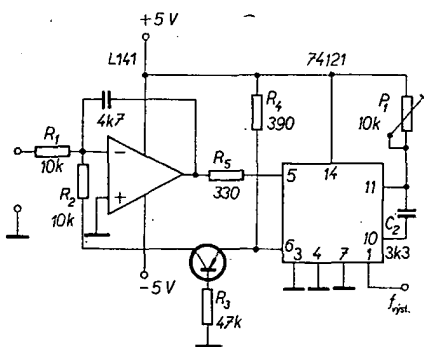 +5 V
L141
74121
4k7
R₄
390
P₁
10k
R₁
10k
R₂
10k
−
+
R₅
330
5
14
11
C₂
3k3
6
3
4
7
10
1
−5 V
R₃
47k
f výst.